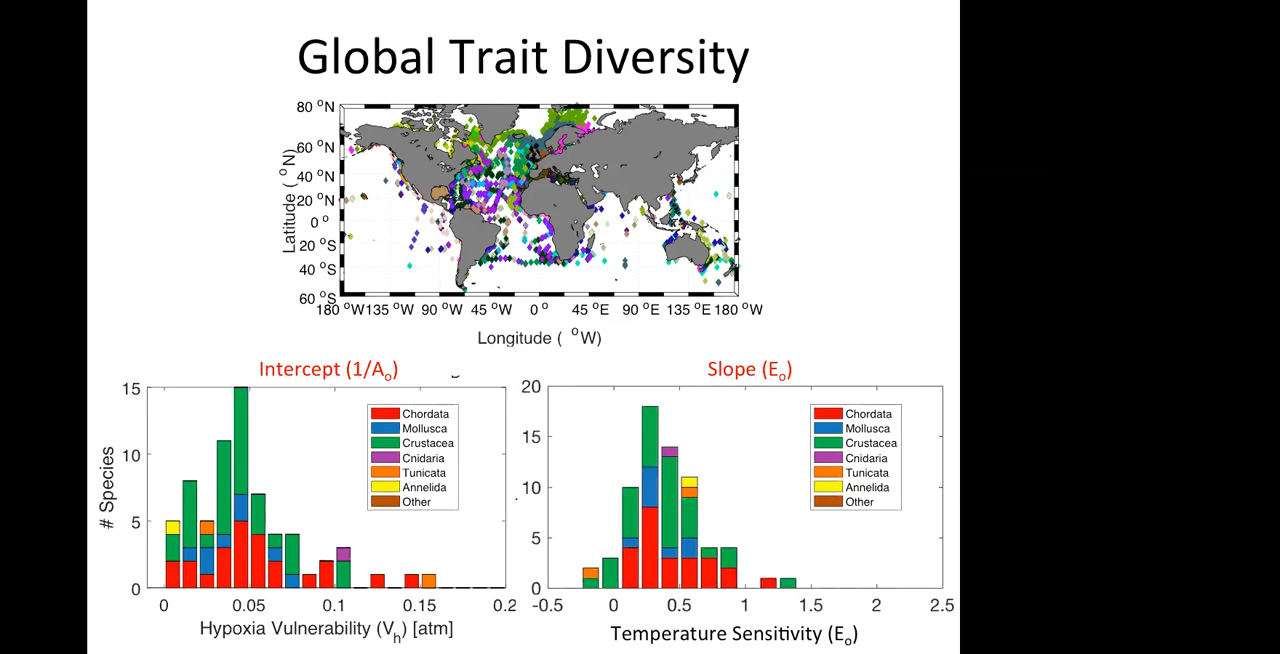 Global Trait Diversity
80 °N
60 °N
40 °N
20 °N
0 °
20 °S
40 °S
60 °S
Latitude ( °N)
180 °W 135 °W 90 °W 45 °W 0 ° 45 °E 90 °E 135 °E 180 °W
Longitude ( °W)
Intercept (1/Ao)
15
10
5
0
# Species
Chordata
Mollusca
Crustacea
Cnidaria
Tunicata
Annelida
Other
0 0.05 0.1 0.15 0.2
Hypoxia Vulnerability (Vh) [atm]
Slope (Eo)
20
15
10
5
0
Chordata
Mollusca
Crustacea
Cnidaria
Tunicata
Annelida
Other
-0.5 0 0.5 1 1.5 2 2.5
Temperature Sensitivity (Eo)